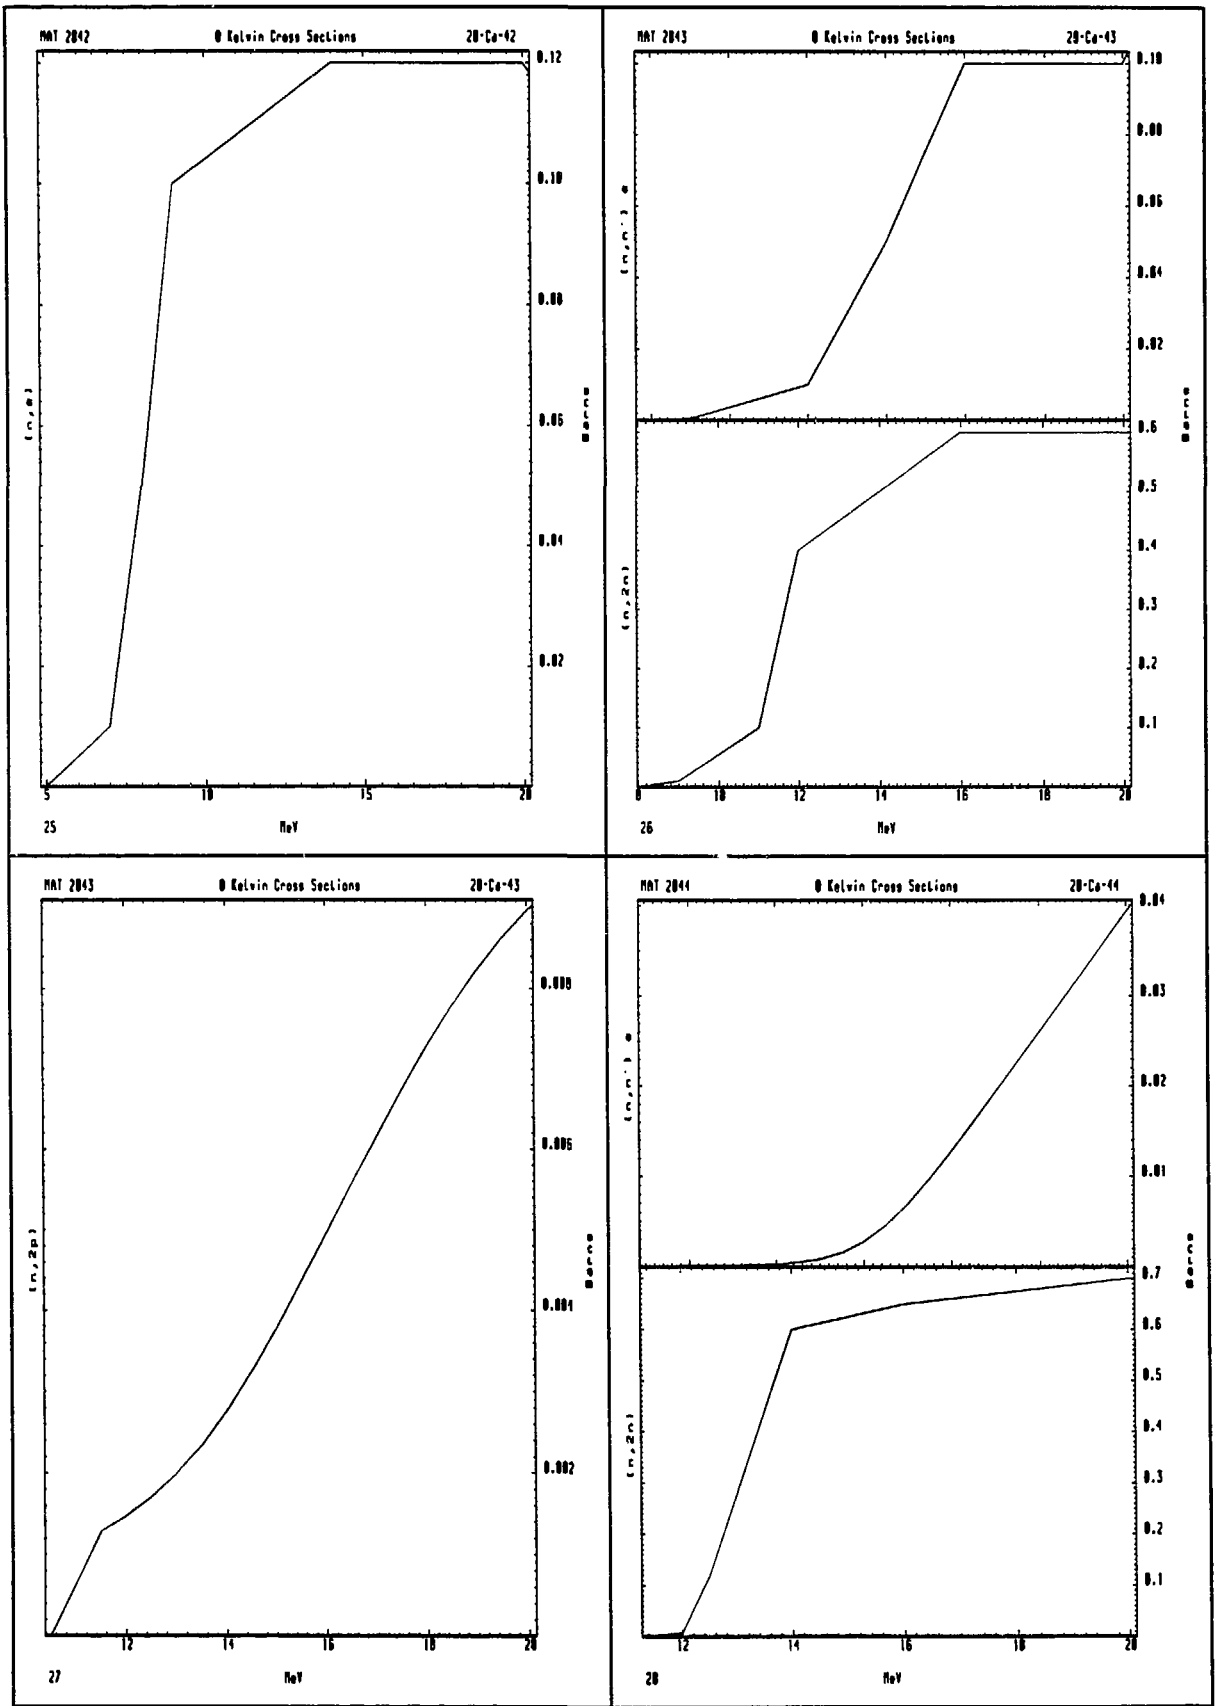 MAT 2042 0 Kelvin Cross Sections 20-Ca-42
0.12
0.10
0.08
0.06
0.04
0.02
(n,α)
Barns
5 10 15 20
25 MeV
MAT 2043 0 Kelvin Cross Sections 20-Ca-43
0.10
0.08
0.06
0.04
0.02
(n,n') α
0.6
0.5
0.4
0.3
0.2
0.1
(n,2n)
Barns
8 10 12 14 16 18 20
26 MeV
MAT 2043 0 Kelvin Cross Sections 20-Ca-43
0.008
0.006
0.004
0.002
(n,2p)
Barns
12 14 16 18 20
27 MeV
MAT 2044 0 Kelvin Cross Sections 20-Ca-44
0.04
0.03
0.02
0.01
(n,n') α
0.7
0.6
0.5
0.4
0.3
0.2
0.1
(n,2n)
Barns
12 14 16 18 20
28 MeV